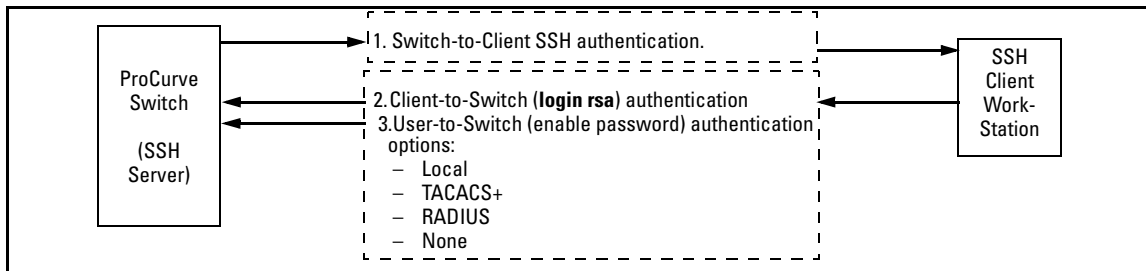 ProCurve
Switch
(SSH
Server)
1. Switch-to-Client SSH authentication.
2.Client-to-Switch (login rsa) authentication
3.User-to-Switch (enable password) authentication
options:
– Local
– TACACS+
– RADIUS
– None
SSH
Client
Work-
Station